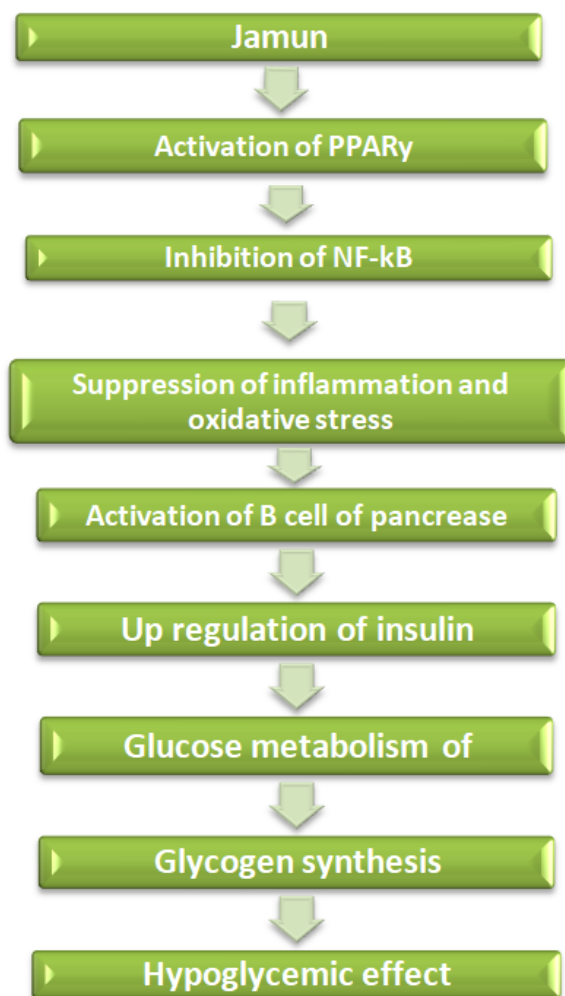 Jamun
Activation of PPARy
Inhibition of NF-kB
Suppression of inflammation and
oxidative stress
Activation of B cell of pancrease
Up regulation of insulin
Glucose metabolism of
Glycogen synthesis
Hypoglycemic effect